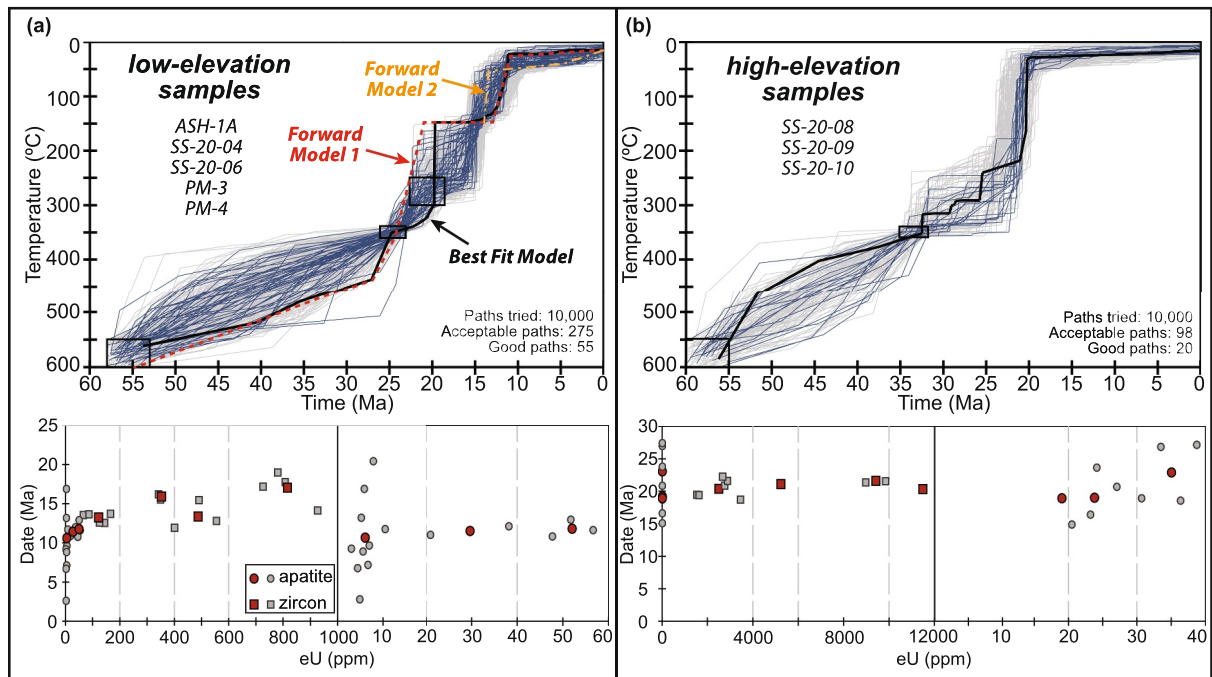 (a)
low-elevation
samples
ASH-1A
SS-20-04
SS-20-06
PM-3
PM-4
Forward
Model 2
Forward
Model 1
Best Fit Model
Paths tried: 10,000
Acceptable paths: 275
Good paths: 55
Temperature (ºC)
0
100
200
300
400
500
600
60 55 50 45 40 35 30 25 20 15 10 5 0
Time (Ma)
(b)
high-elevation
samples
SS-20-08
SS-20-09
SS-20-10
Paths tried: 10,000
Acceptable paths: 98
Good paths: 20
Temperature (ºC)
0
100
200
300
400
500
600
60 55 50 45 40 35 30 25 20 15 10 5 0
Time (Ma)
Date (Ma)
25
20
15
10
5
0
apatite
zircon
0 200 400 600 800 1000 10 20 30 40 50 60
eU (ppm)
Date (Ma)
30
25
20
15
10
5
0
0 4000 8000 12000 10 20 30 40
eU (ppm)